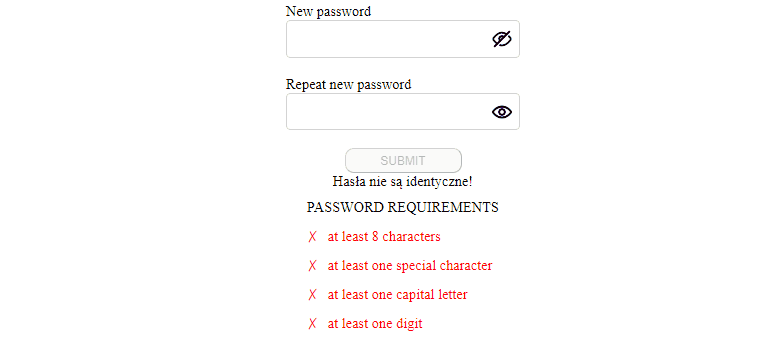 New password
Repeat new password
SUBMIT
Hasła nie są identyczne!
PASSWORD REQUIREMENTS
X at least 8 characters
X at least one special character
X at least one capital letter
X at least one digit